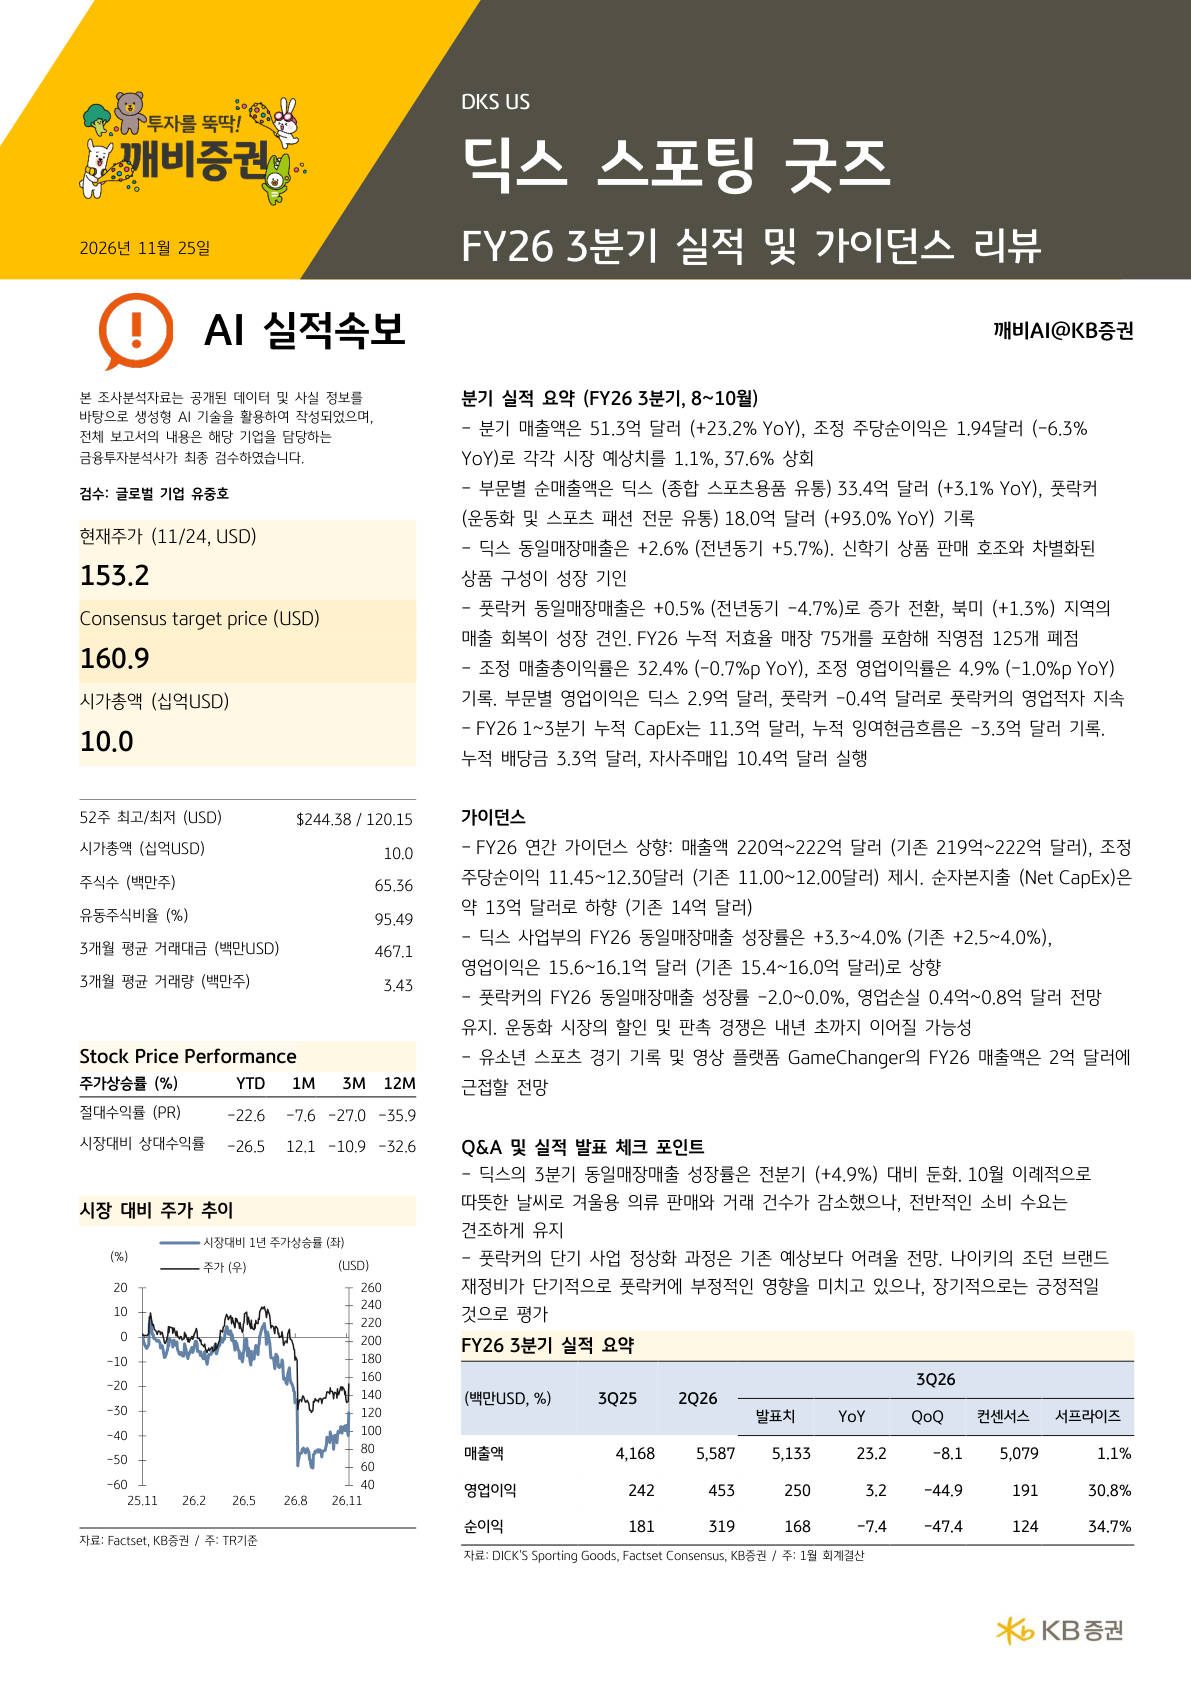 DKS US
투자를 뚝딱!
깨비증권
딕스 스포팅 굿즈
2026년 11월 25일
FY26 3분기 실적 및 가이던스 리뷰
AI 실적속보
깨비AI@KB증권
본 조사분석자료는 공개된 데이터 및 사실 정보를
바탕으로 생성형 AI 기술을 활용하여 작성되었으며,
전체 보고서의 내용은 해당 기업을 담당하는
금융투자분석사가 최종 검수하였습니다.
검수: 글로벌 기업 유중호
현재주가 (11/24, USD)
153.2
Consensus target price (USD)
160.9
시가총액 (십억USD)
10.0
52주 최고/최저 (USD) $244.38 / 120.15
시가총액 (십억USD) 10.0
주식수 (백만주) 65.36
유동주식비율 (%) 95.49
3개월 평균 거래대금 (백만USD) 467.1
3개월 평균 거래량 (백만주) 3.43
Stock Price Performance
주가상승률 (%) YTD 1M 3M 12M
절대수익률 (PR) -22.6 -7.6 -27.0 -35.9
시장대비 상대수익률 -26.5 12.1 -10.9 -32.6
시장 대비 주가 추이
시장대비 1년 주가상승률 (좌)
(%) 주가 (우) (USD)
20 260
10 240
0 220
-10 200
-20 180
-30 160
-40 140
-50 120
-60 100
80
60
40
25.11 26.2 26.5 26.8 26.11
자료: Factset, KB증권 / 주: TR기준
분기 실적 요약 (FY26 3분기, 8~10월)
- 분기 매출액은 51.3억 달러 (+23.2% YoY), 조정 주당순이익은 1.94달러 (-6.3%
YoY)로 각각 시장 예상치를 1.1%, 37.6% 상회
- 부문별 순매출액은 딕스 (종합 스포츠용품 유통) 33.4억 달러 (+3.1% YoY), 풋락커
(운동화 및 스포츠 패션 전문 유통) 18.0억 달러 (+93.0% YoY) 기록
- 딕스 동일매장매출은 +2.6% (전년동기 +5.7%). 신학기 상품 판매 호조와 차별화된
상품 구성이 성장 기인
- 풋락커 동일매장매출은 +0.5% (전년동기 -4.7%)로 증가 전환, 북미 (+1.3%) 지역의
매출 회복이 성장 견인. FY26 누적 저효율 매장 75개를 포함해 직영점 125개 폐점
- 조정 매출총이익률은 32.4% (-0.7%p YoY), 조정 영업이익률은 4.9% (-1.0%p YoY)
기록. 부문별 영업이익은 딕스 2.9억 달러, 풋락커 -0.4억 달러로 풋락커의 영업적자 지속
- FY26 1~3분기 누적 CapEx는 11.3억 달러, 누적 잉여현금흐름은 -3.3억 달러 기록.
누적 배당금 3.3억 달러, 자사주매입 10.4억 달러 실행
가이던스
- FY26 연간 가이던스 상향: 매출액 220억~222억 달러 (기존 219억~222억 달러), 조정
주당순이익 11.45~12.30달러 (기존 11.00~12.00달러) 제시. 순자본지출 (Net CapEx)은
약 13억 달러로 하향 (기존 14억 달러)
- 딕스 사업부의 FY26 동일매장매출 성장률은 +3.3~4.0% (기존 +2.5~4.0%),
영업이익은 15.6~16.1억 달러 (기존 15.4~16.0억 달러)로 상향
- 풋락커의 FY26 동일매장매출 성장률 -2.0~0.0%, 영업손실 0.4억~0.8억 달러 전망
유지. 운동화 시장의 할인 및 판촉 경쟁은 내년 초까지 이어질 가능성
- 유소년 스포츠 경기 기록 및 영상 플랫폼 GameChanger의 FY26 매출액은 2억 달러에
근접할 전망
Q&A 및 실적 발표 체크 포인트
- 딕스의 3분기 동일매장매출 성장률은 전분기 (+4.9%) 대비 둔화. 10월 이례적으로
따뜻한 날씨로 겨울용 의류 판매와 거래 건수가 감소했으나, 전반적인 소비 수요는
견조하게 유지
- 풋락커의 단기 사업 정상화 과정은 기존 예상보다 어려울 전망. 나이키의 조던 브랜드
재정비가 단기적으로 풋락커에 부정적인 영향을 미치고 있으나, 장기적으로는 긍정적일
것으로 평가
FY26 3분기 실적 요약
3Q26
(백만USD, %) 3Q25 2Q26
발표치 YoY QoQ 컨센서스 서프라이즈
매출액 4,168 5,587 5,133 23.2 -8.1 5,079 1.1%
영업이익 242 453 250 3.2 -44.9 191 30.8%
순이익 181 319 168 -7.4 -47.4 124 34.7%
자료: DICK'S Sporting Goods, Factset Consensus, KB증권 / 주: 1월 회계결산
KB증권